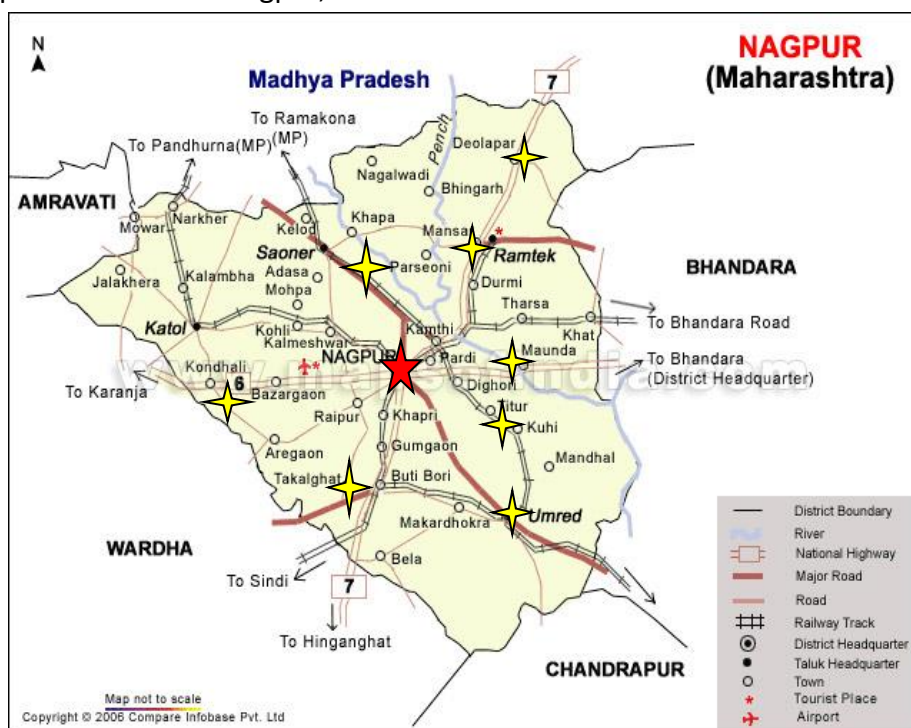 NAGPUR
(Maharashtra)
N
Madhya Pradesh
7
To Ramakona
(MP)
To Pandhurna(MP)
Pench
Deolapar
Nagalwadi
Bhingarh
AMRAVATI
Mowar
Narkher
Kelod
Khapa
Mansa
Saoner
Ramtek
Parseoni
BHANDARA
Jalakhera
Kalambha
Adasa
Mohpa
Durmi
Tharsa
Katol
Kohli
Kalmeshwar
Kamthi
Khat
To Bhandara Road
NAGPUR
Pardi
Maunda
To Bhandara
(District Headquarter)
Kondhali
6
Dighori
To Karanja
Bazargaon
Raipur
Khapri
Titur
Kuhi
Aregaon
Gumgaon
Mandhal
Takalghat
Buti Bori
Makardhokra
Umred
WARDHA
Bela
To Sindi
7
To Hinganghat
CHANDRAPUR
District Boundary
River
National Highway
Major Road
Road
Railway Track
District Headquarter
Taluk Headquarter
Town
Tourist Place
Airport
Map not to scale
Copyright © 2006 Compare Infobase Pvt. Ltd